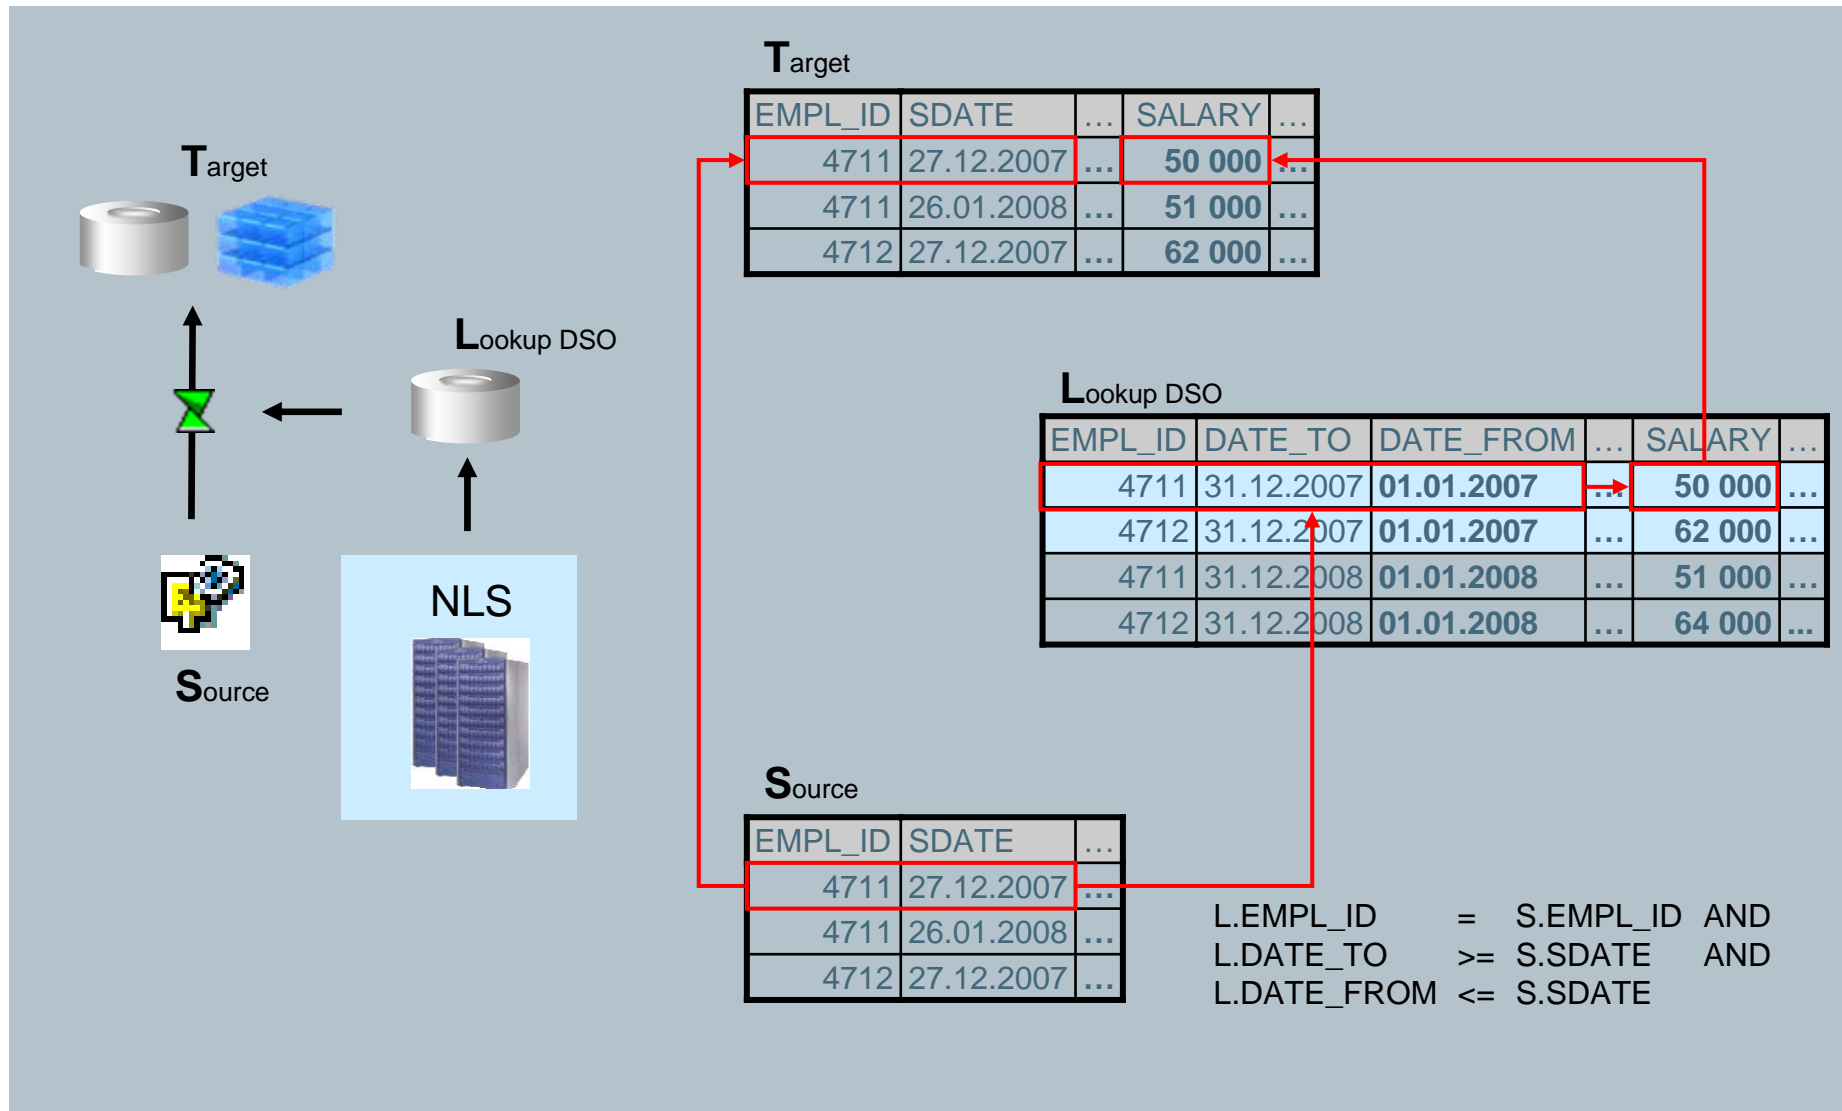 Target
Lookup DSO
NLS
Source
Target
EMPL_ID SDATE … SALARY …
4711 27.12.2007 … 50 000 …
4711 26.01.2008 … 51 000 …
4712 27.12.2007 … 62 000 …
Lookup DSO
EMPL_ID DATE_TO DATE_FROM … SALARY …
4711 31.12.2007 01.01.2007 … 50 000 …
4712 31.12.2007 01.01.2007 … 62 000 …
4711 31.12.2008 01.01.2008 … 51 000 …
4712 31.12.2008 01.01.2008 … 64 000 ...
Source
EMPL_ID SDATE …
4711 27.12.2007 …
4711 26.01.2008 …
4712 27.12.2007 …
L.EMPL_ID = S.EMPL_ID AND
L.DATE_TO >= S.SDATE AND
L.DATE_FROM <= S.SDATE